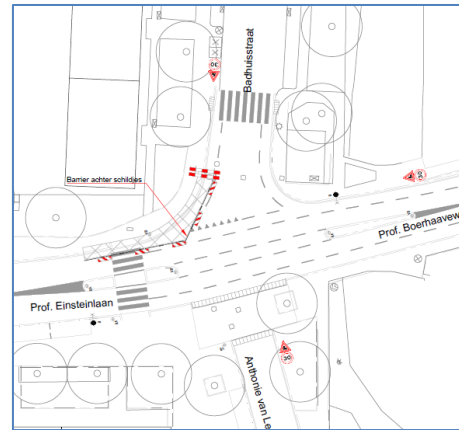 Badhuisstraat
Barrier achter schildjes
Prof. Boerhaavew
Prof. Einsteinlaan
Anthonie van Le